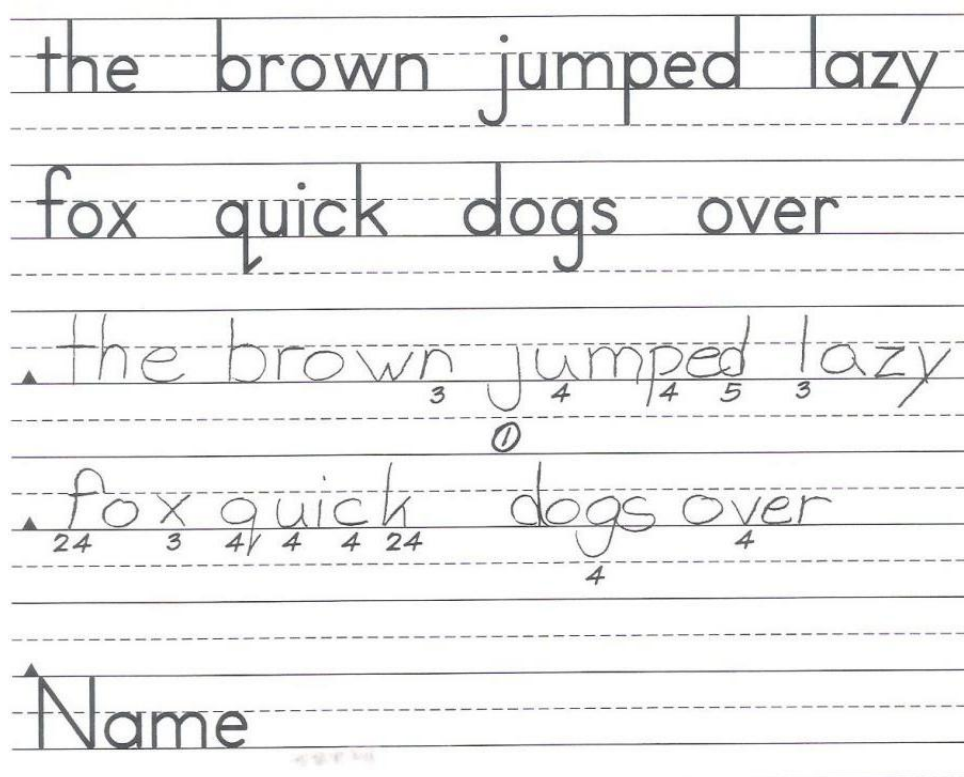 the brown jumped lazy
fox quick dogs over
the brown jumped lazy
3 4 4 5 3
1
fox quick dogs over
24 3 4 4 4 24 4
4
Name